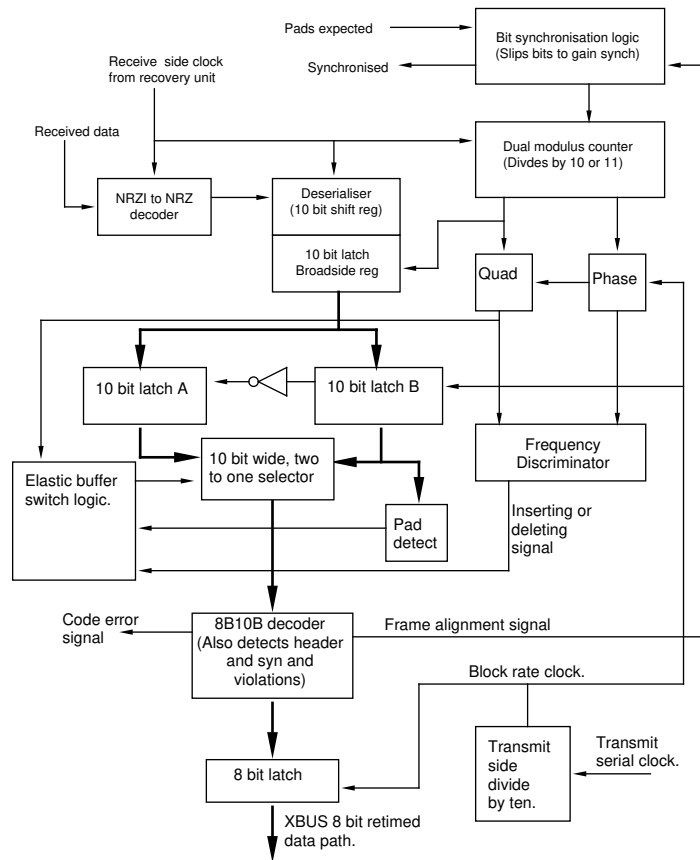 Pads expected
Bit synchronisation logic
(Slips bits to gain synch)
Synchronised
Receive side clock
from recovery unit
Received data
Dual modulus counter
(Divdes by 10 or 11)
NRZI to NRZ
decoder
Deserialiser
(10 bit shift reg)
10 bit latch
Broadside reg
Quad
Phase
10 bit latch A
10 bit latch B
10 bit wide, two
to one selector
Frequency
Discriminator
Elastic buffer
switch logic.
Pad
detect
Inserting or
deleting
signal
Code error
signal
8B10B decoder
(Also detects header
and syn and
violations)
Frame alignment signal
Block rate clock.
Transmit
side
divide
by ten.
Transmit
serial clock.
8 bit latch
XBUS 8 bit retimed
data path.